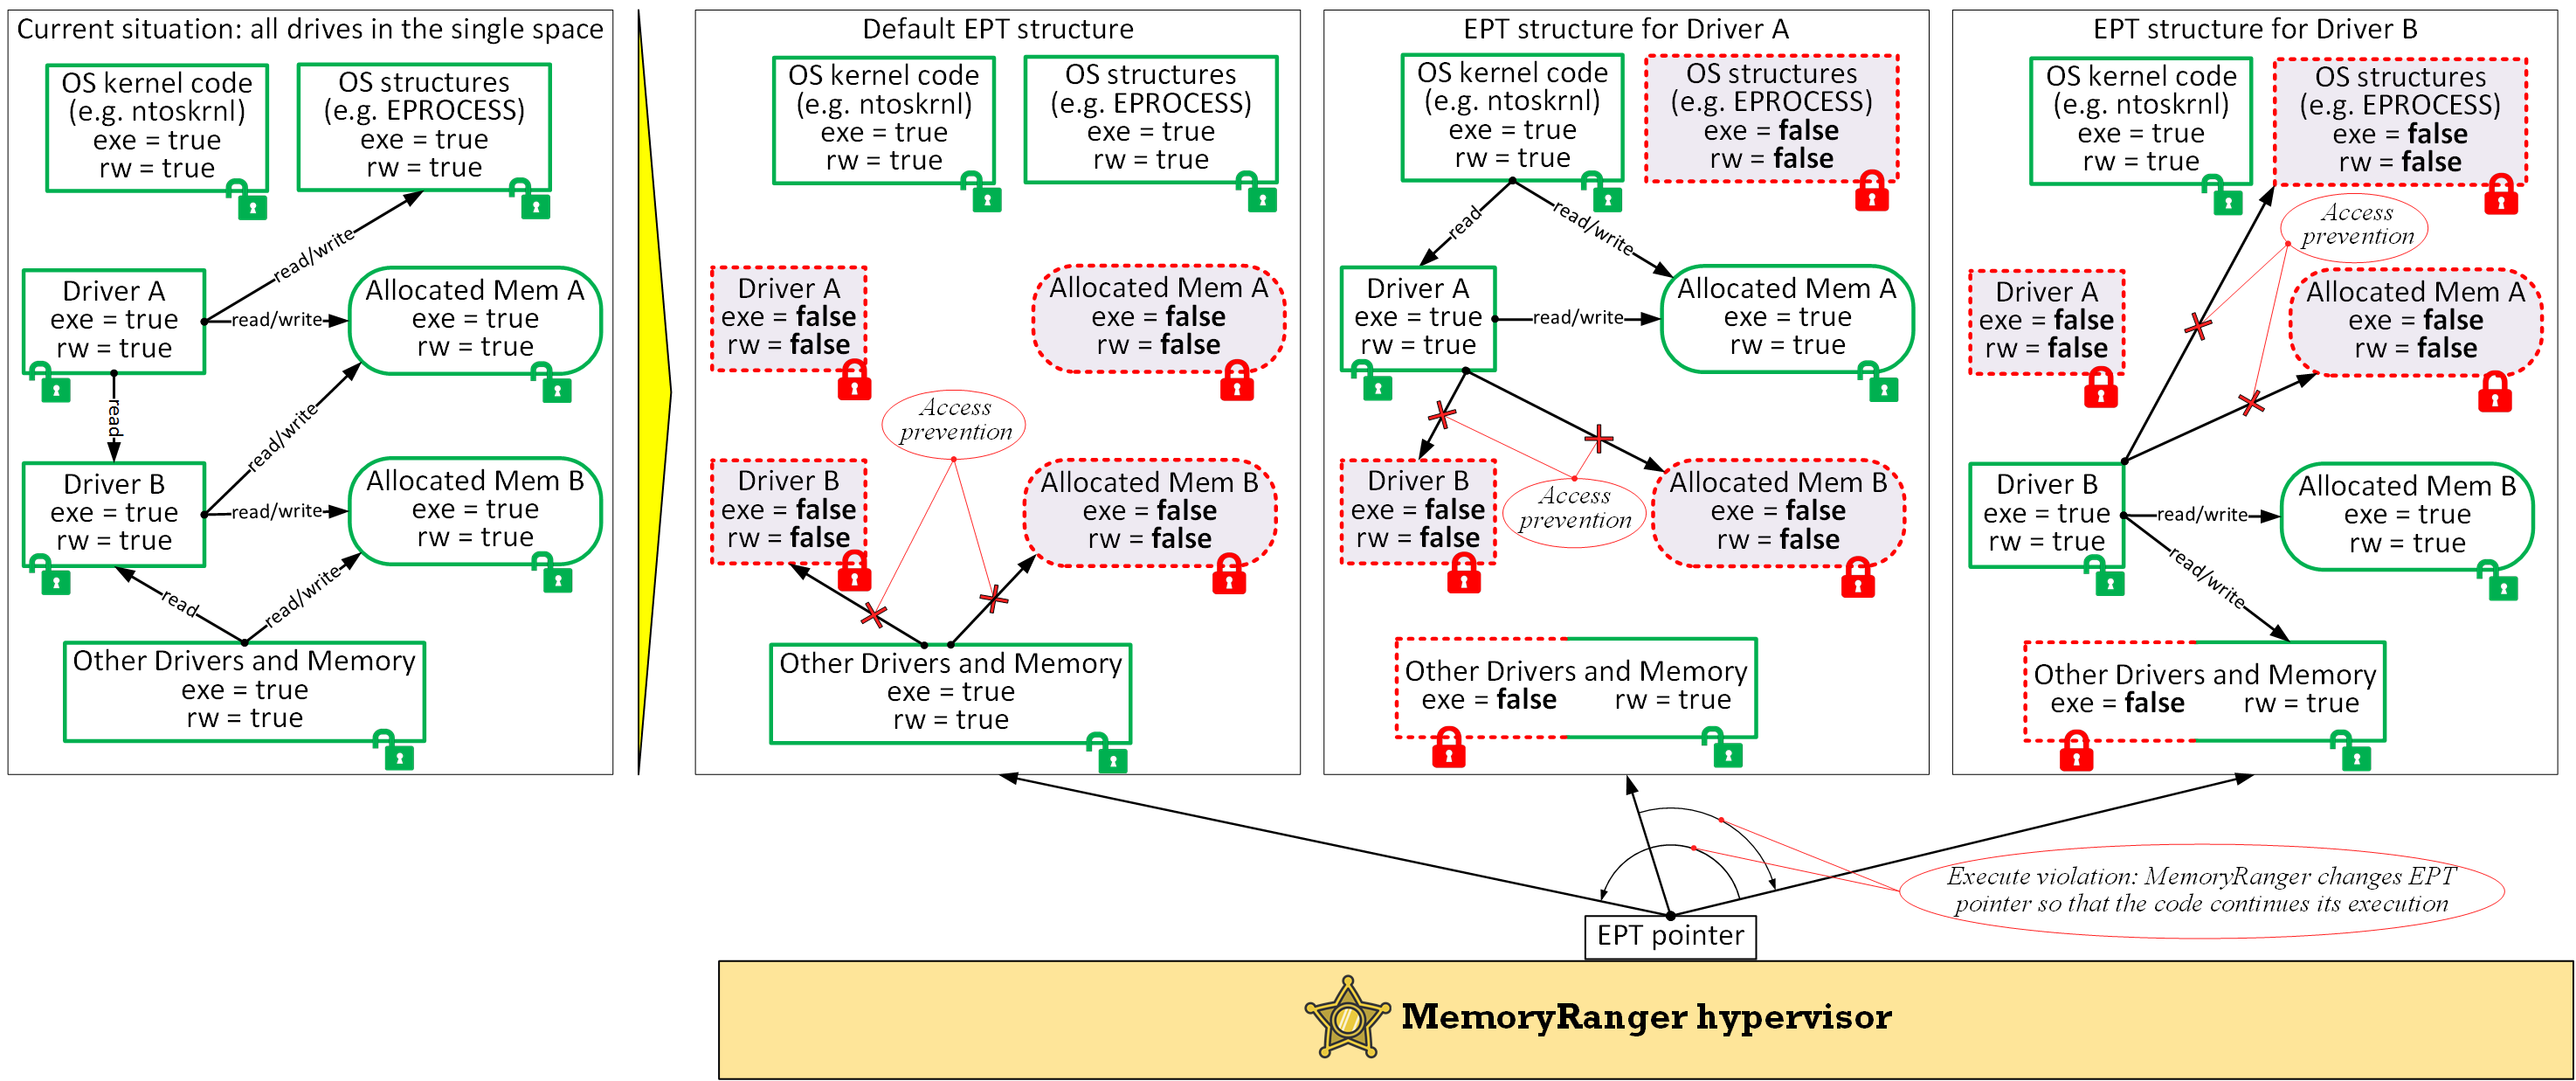 Current situation: all drives in the single space
OS kernel code
(e.g. ntoskrnl)
exe = true
rw = true
OS structures
(e.g. EPROCESS)
exe = true
rw = true
read/write
Driver A
exe = true
rw = true
read/write
Allocated Mem A
exe = true
rw = true
read
read/write
Driver B
exe = true
rw = true
read/write
Allocated Mem B
exe = true
rw = true
read
read/write
Other Drivers and Memory
exe = true
rw = true
Default EPT structure
OS kernel code
(e.g. ntoskrnl)
exe = true
rw = true
OS structures
(e.g. EPROCESS)
exe = true
rw = true
Driver A
exe = false
rw = false
Allocated Mem A
exe = false
rw = false
Access
prevention
Driver B
exe = false
rw = false
Allocated Mem B
exe = false
rw = false
Other Drivers and Memory
exe = true
rw = true
EPT structure for Driver A
OS kernel code
(e.g. ntoskrnl)
exe = true
rw = true
OS structures
(e.g. EPROCESS)
exe = false
rw = false
read
read/write
Driver A
exe = true
rw = true
read/write
Allocated Mem A
exe = true
rw = true
Driver B
exe = false
rw = false
Access
prevention
Allocated Mem B
exe = false
rw = false
Other Drivers and Memory
exe = false rw = true
EPT structure for Driver B
OS kernel code
(e.g. ntoskrnl)
exe = true
rw = true
OS structures
(e.g. EPROCESS)
exe = false
rw = false
Access
prevention
Driver A
exe = false
rw = false
Allocated Mem A
exe = false
rw = false
Driver B
exe = true
rw = true
read/write
Allocated Mem B
exe = true
rw = true
read/write
Other Drivers and Memory
exe = false rw = true
Execute violation: MemoryRanger changes EPT
pointer so that the code continues its execution
EPT pointer
MemoryRanger hypervisor